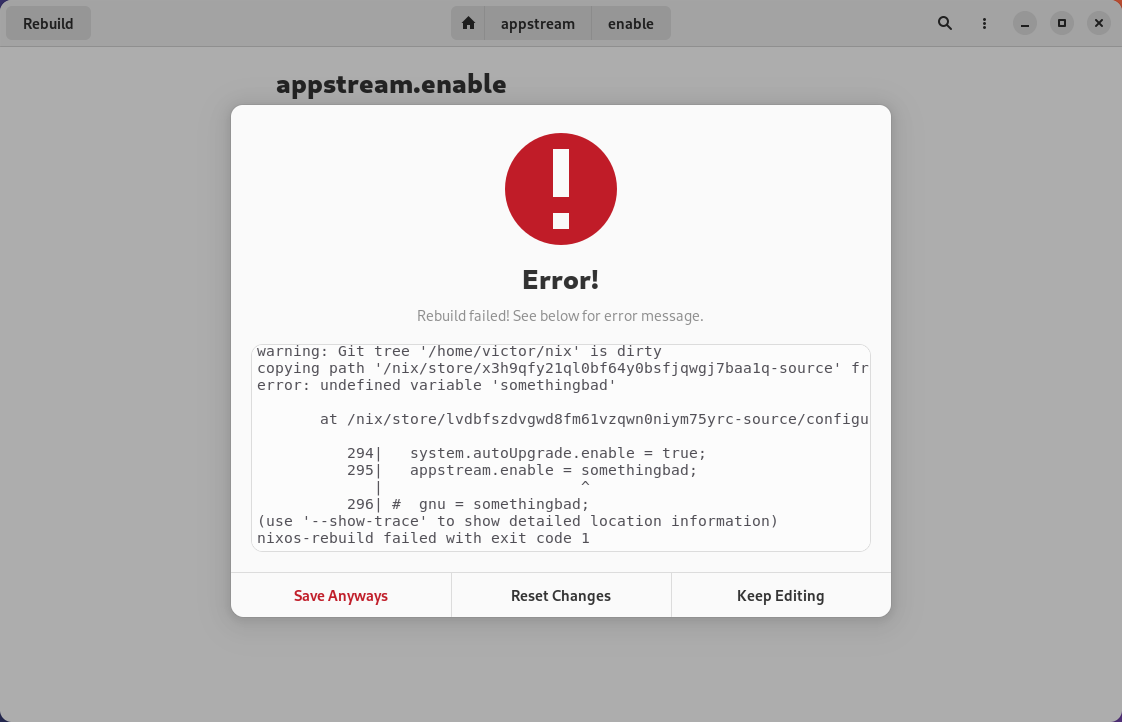 Rebuild
appstream
enable
appstream.enable
Error!
Rebuild failed! See below for error message.
warning: Git tree '/home/victor/nix' is dirty
copying path '/nix/store/x3h9qfy21ql0bf64y0bsfjqwgj7baa1q-source' fr
error: undefined variable 'somethingbad'
at /nix/store/lvdbfszdvgwd8fm61vzqwn0niym75yrc-source/configu
294|   system.autoUpgrade.enable = true;
295|   appstream.enable = somethingbad;
|                      ^
296| #  gnu = somethingbad;
(use '--show-trace' to show detailed location information)
nixos-rebuild failed with exit code 1
Save Anyways
Reset Changes
Keep Editing